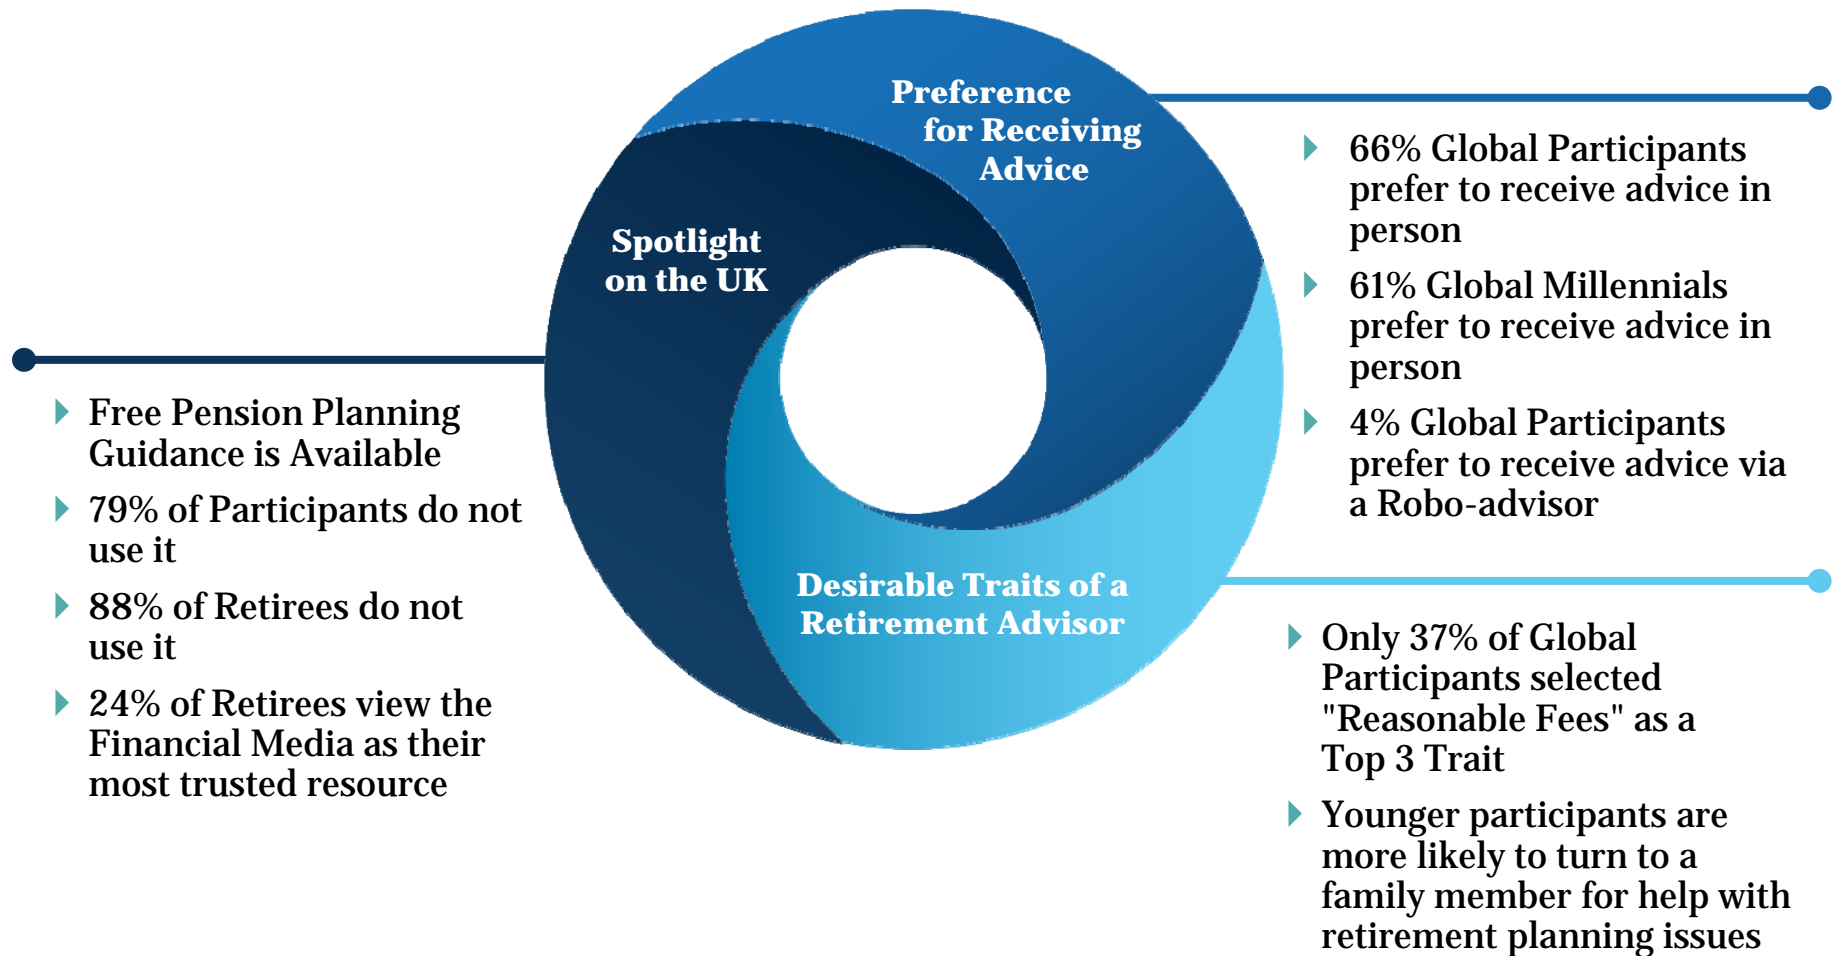 Preference
for Receiving
Advice
66% Global Participants
prefer to receive advice in
person
61% Global Millennials
prefer to receive advice in
person
4% Global Participants
prefer to receive advice via
a Robo-advisor
Spotlight
on the UK
Free Pension Planning
Guidance is Available
79% of Participants do not
use it
88% of Retirees do not
use it
24% of Retirees view the
Financial Media as their
most trusted resource
Desirable Traits of a
Retirement Advisor
Only 37% of Global
Participants selected
"Reasonable Fees" as a
Top 3 Trait
Younger participants are
more likely to turn to a
family member for help with
retirement planning issues